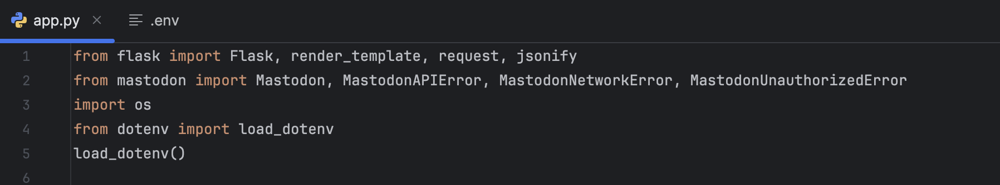 app.py
.env
1 from flask import Flask, render_template, request, jsonify
2 from mastodon import Mastodon, MastodonAPIError, MastodonNetworkError, MastodonUnauthorizedError
3 import os
4 from dotenv import load_dotenv
5 load_dotenv()
6